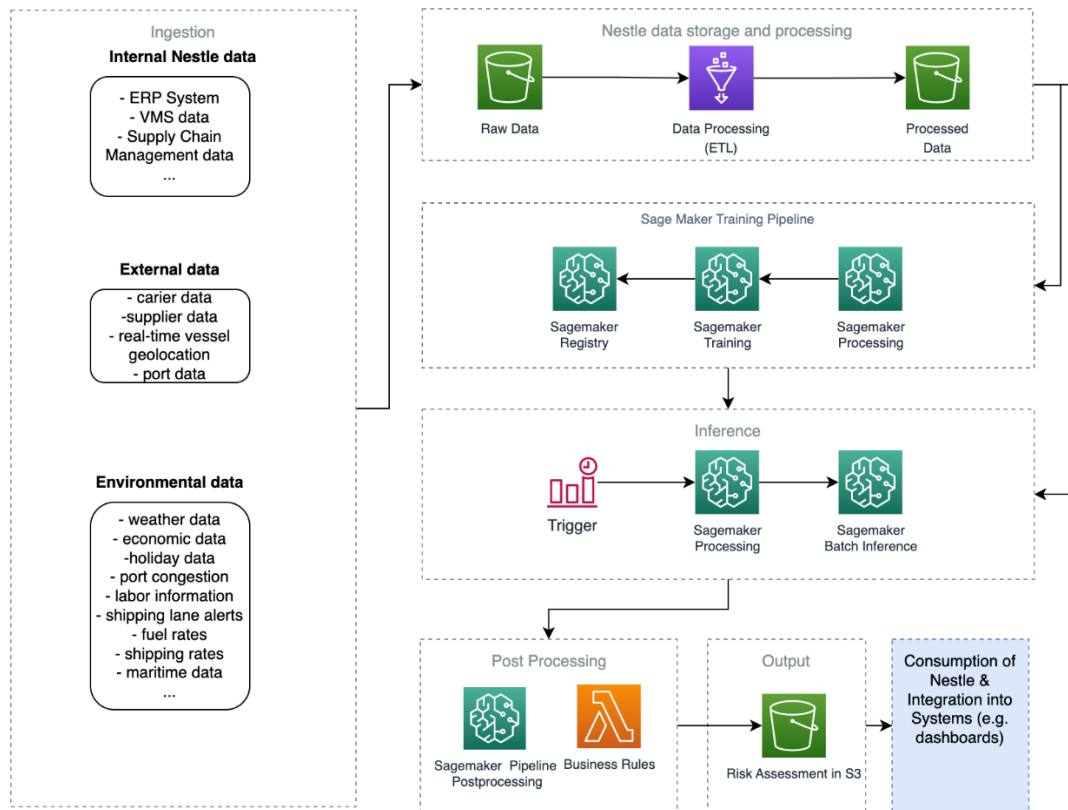 Ingestion
Internal Nestle data
- ERP System
- VMS data
- Supply Chain
Management data
...
External data
- carier data
-supplier data
- real-time vessel
geolocation
- port data
Environmental data
- weather data
- economic data
-holiday data
- port congestion
- labor information
- shipping lane alerts
- fuel rates
- shipping rates
- maritime data
...
Nestle data storage and processing
Raw Data
Data Processing
(ETL)
Processed
Data
Sage Maker Training Pipeline
Sagemaker
Registry
Sagemaker
Training
Sagemaker
Processing
Inference
Trigger
Sagemaker
Processing
Sagemaker
Batch Inference
Post Processing
Sagemaker Pipeline
Postprocessing
Business Rules
Output
Risk Assessment in S3
Consumption of
Nestle &
Integration into
Systems (e.g.
dashboards)